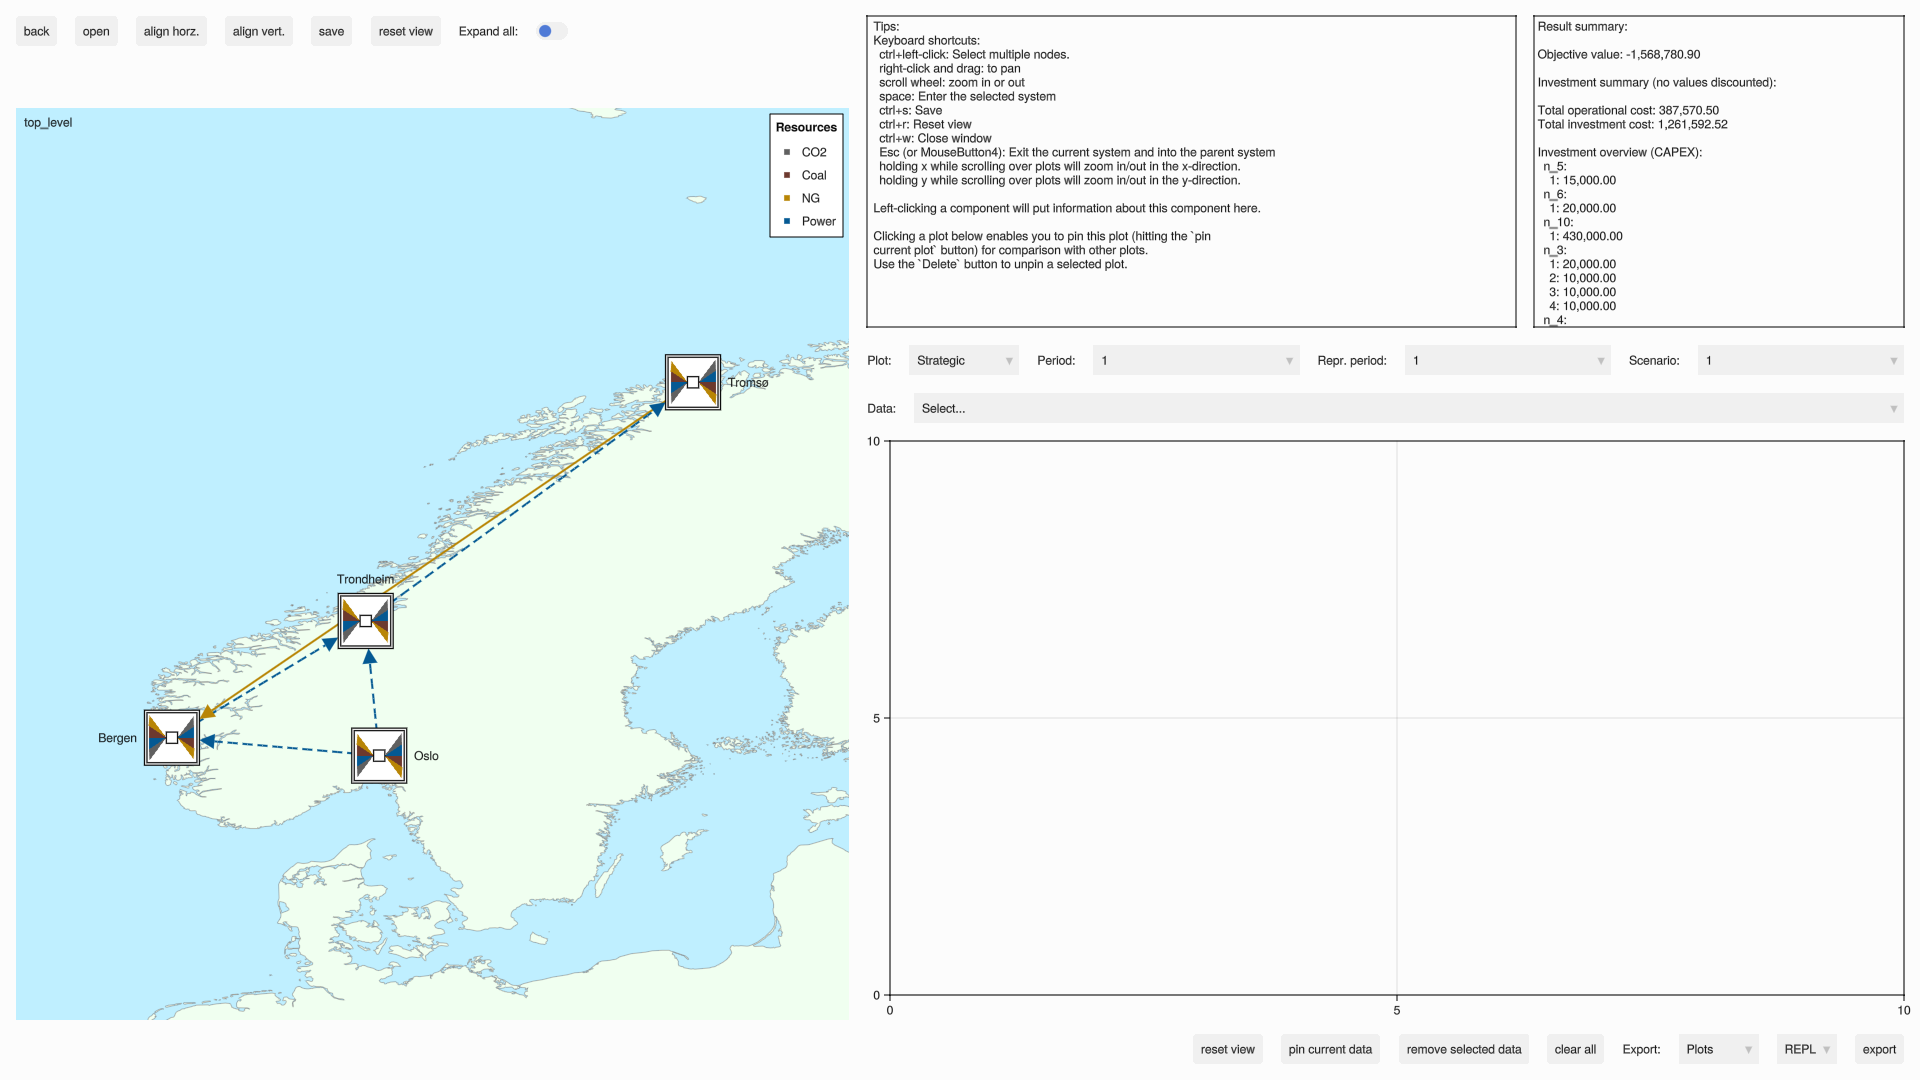 back
open
align horz.
align vert.
save
reset view
Expand all:
top_level
Resources
CO2
Coal
NG
Power
Tromsø
Trondheim
Bergen
Oslo
Tips:
Keyboard shortcuts:
ctrl+left-click: Select multiple nodes.
right-click and drag: to pan
scroll wheel: zoom in or out
space: Enter the selected system
ctrl+s: Save
ctrl+r: Reset view
ctrl+w: Close window
Esc (or MouseButton4): Exit the current system and into the parent system
holding x while scrolling over plots will zoom in/out in the x-direction.
holding y while scrolling over plots will zoom in/out in the y-direction.
Left-clicking a component will put information about this component here.
Clicking a plot below enables you to pin this plot (hitting the `pin
current plot` button) for comparison with other plots.
Use the `Delete` button to unpin a selected plot.
Result summary:
Objective value: -1,568,780.90
Investment summary (no values discounted):
Total operational cost: 387,570.50
Total investment cost: 1,261,592.52
Investment overview (CAPEX):
n_5:
1: 15,000.00
n_6:
1: 20,000.00
n_10:
1: 430,000.00
n_3:
1: 20,000.00
2: 10,000.00
3: 10,000.00
4: 10,000.00
n_4:
Plot: Strategic Period: 1 Repr. period: 1 Scenario: 1
Data: Select...
10
5
0
0 5 10
reset view
pin current data
remove selected data
clear all
Export: Plots REPL export